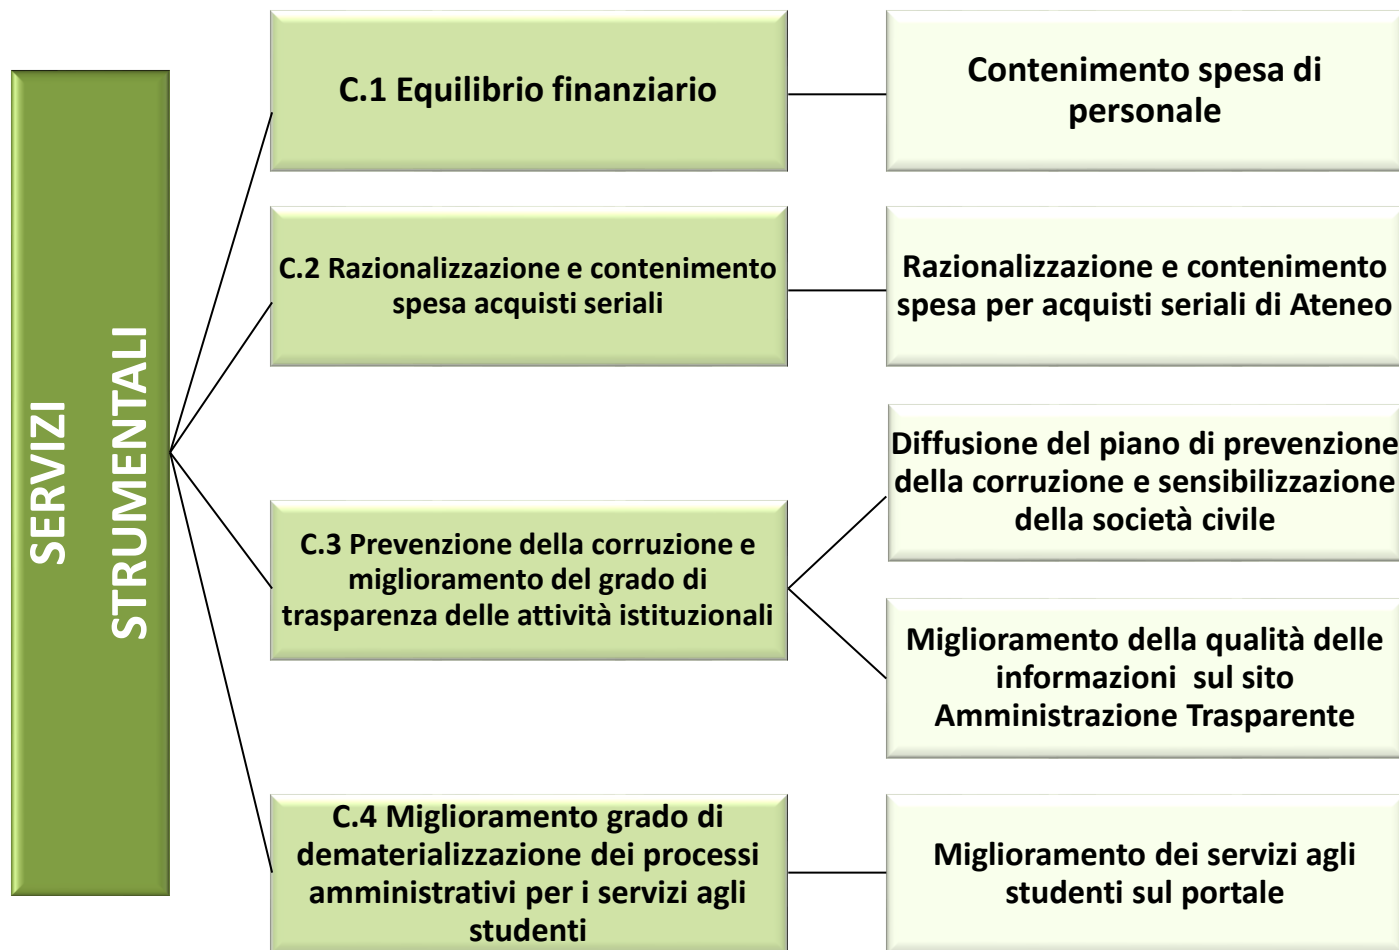 SERVIZI
STRUMENTALI
C.1 Equilibrio finanziario
Contenimento spesa di
personale
C.2 Razionalizzazione e contenimento
spesa acquisti seriali
Razionalizzazione e contenimento
spesa per acquisti seriali di Ateneo
C.3 Prevenzione della corruzione e
miglioramento del grado di
trasparenza delle attività istituzionali
Diffusione del piano di prevenzione
della corruzione e sensibilizzazione
della società civile
Miglioramento della qualità delle
informazioni sul sito
Amministrazione Trasparente
C.4 Miglioramento grado di
dematerializzazione dei processi
amministrativi per i servizi agli
studenti
Miglioramento dei servizi agli
studenti sul portale